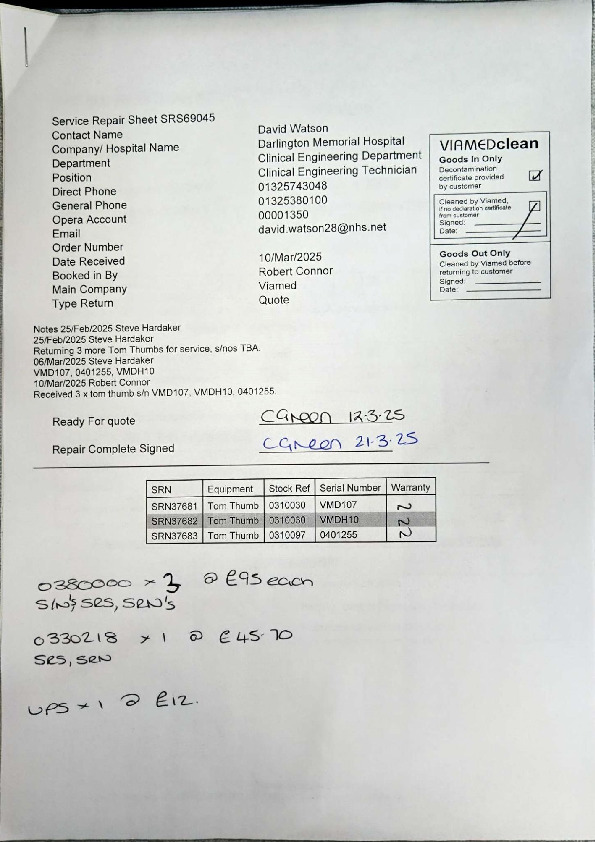 Service Repair Sheet SRS69045
Contact Name David Watson
Company/ Hospital Name Darlington Memorial Hospital
Department Clinical Engineering Department
Position Clinical Engineering Technician
Direct Phone 01325743048
General Phone 01325380100
Opera Account 00001350
Email david.watson28@nhs.net
Order Number
Date Received 10/Mar/2025
Booked in By Robert Connor
Main Company Viamed
Type Return Quote
VIAMEDclean
Goods In Only
Decontamination
certificate provided
by customer
Cleaned by Viamed,
if no declaration certificate
from customer
Signed:
Date:
Goods Out Only
Cleaned by Viamed before
returning to customer
Signed:
Date:
Notes 25/Feb/2025 Steve Hardaker
25/Feb/2025 Steve Hardaker
Returning 3 more Tom Thumbs for service, s/nos TBA.
06/Mar/2025 Steve Hardaker
VMD107, 0401255, VMDH10
10/Mar/2025 Robert Connor
Received 3 x tom thumb s/n VMD107, VMDH10, 0401255.
Ready For quote CGreen 12.3.25
Repair Complete Signed CGreen 21.3.25
SRN Equipment Stock Ref Serial Number Warranty
SRN37681 Tom Thumb 0310030 VMD107 N
SRN37682 Tom Thumb VMDH10 N
SRN37683 Tom Thumb 0310097 0401255 N
0380000 x 3 @ £95 each
S/N's SRS, SRN's
0330218 x 1 @ £45.70
SRS, SRN
UPS x 1 @ £12.